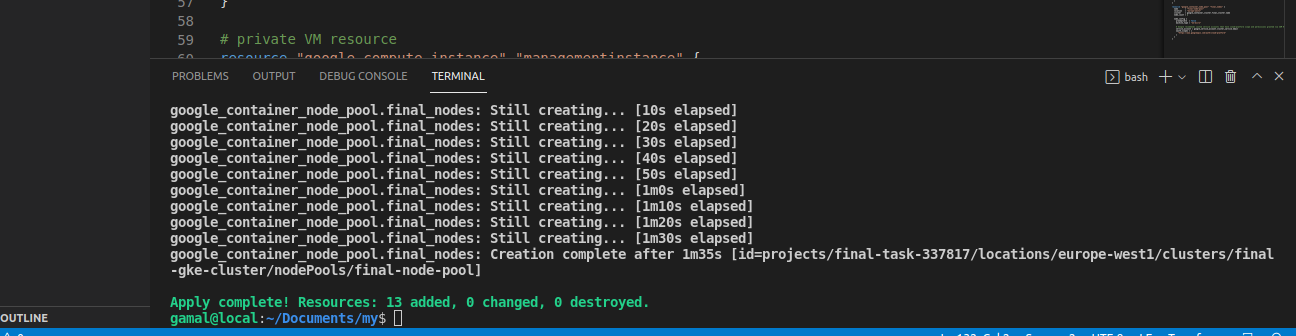 57 }
58
59 # private VM resource
60 resource "google_compute_instance" "managementinstance" {
PROBLEMS OUTPUT DEBUG CONSOLE TERMINAL bash
google_container_node_pool.final_nodes: Still creating... [10s elapsed]
google_container_node_pool.final_nodes: Still creating... [20s elapsed]
google_container_node_pool.final_nodes: Still creating... [30s elapsed]
google_container_node_pool.final_nodes: Still creating... [40s elapsed]
google_container_node_pool.final_nodes: Still creating... [50s elapsed]
google_container_node_pool.final_nodes: Still creating... [1m0s elapsed]
google_container_node_pool.final_nodes: Still creating... [1m10s elapsed]
google_container_node_pool.final_nodes: Still creating... [1m20s elapsed]
google_container_node_pool.final_nodes: Still creating... [1m30s elapsed]
google_container_node_pool.final_nodes: Creation complete after 1m35s [id=projects/final-task-337817/locations/europe-west1/clusters/final
-gke-cluster/nodePools/final-node-pool]
Apply complete! Resources: 13 added, 0 changed, 0 destroyed.
gamal@local:~/Documents/my$
OUTLINE